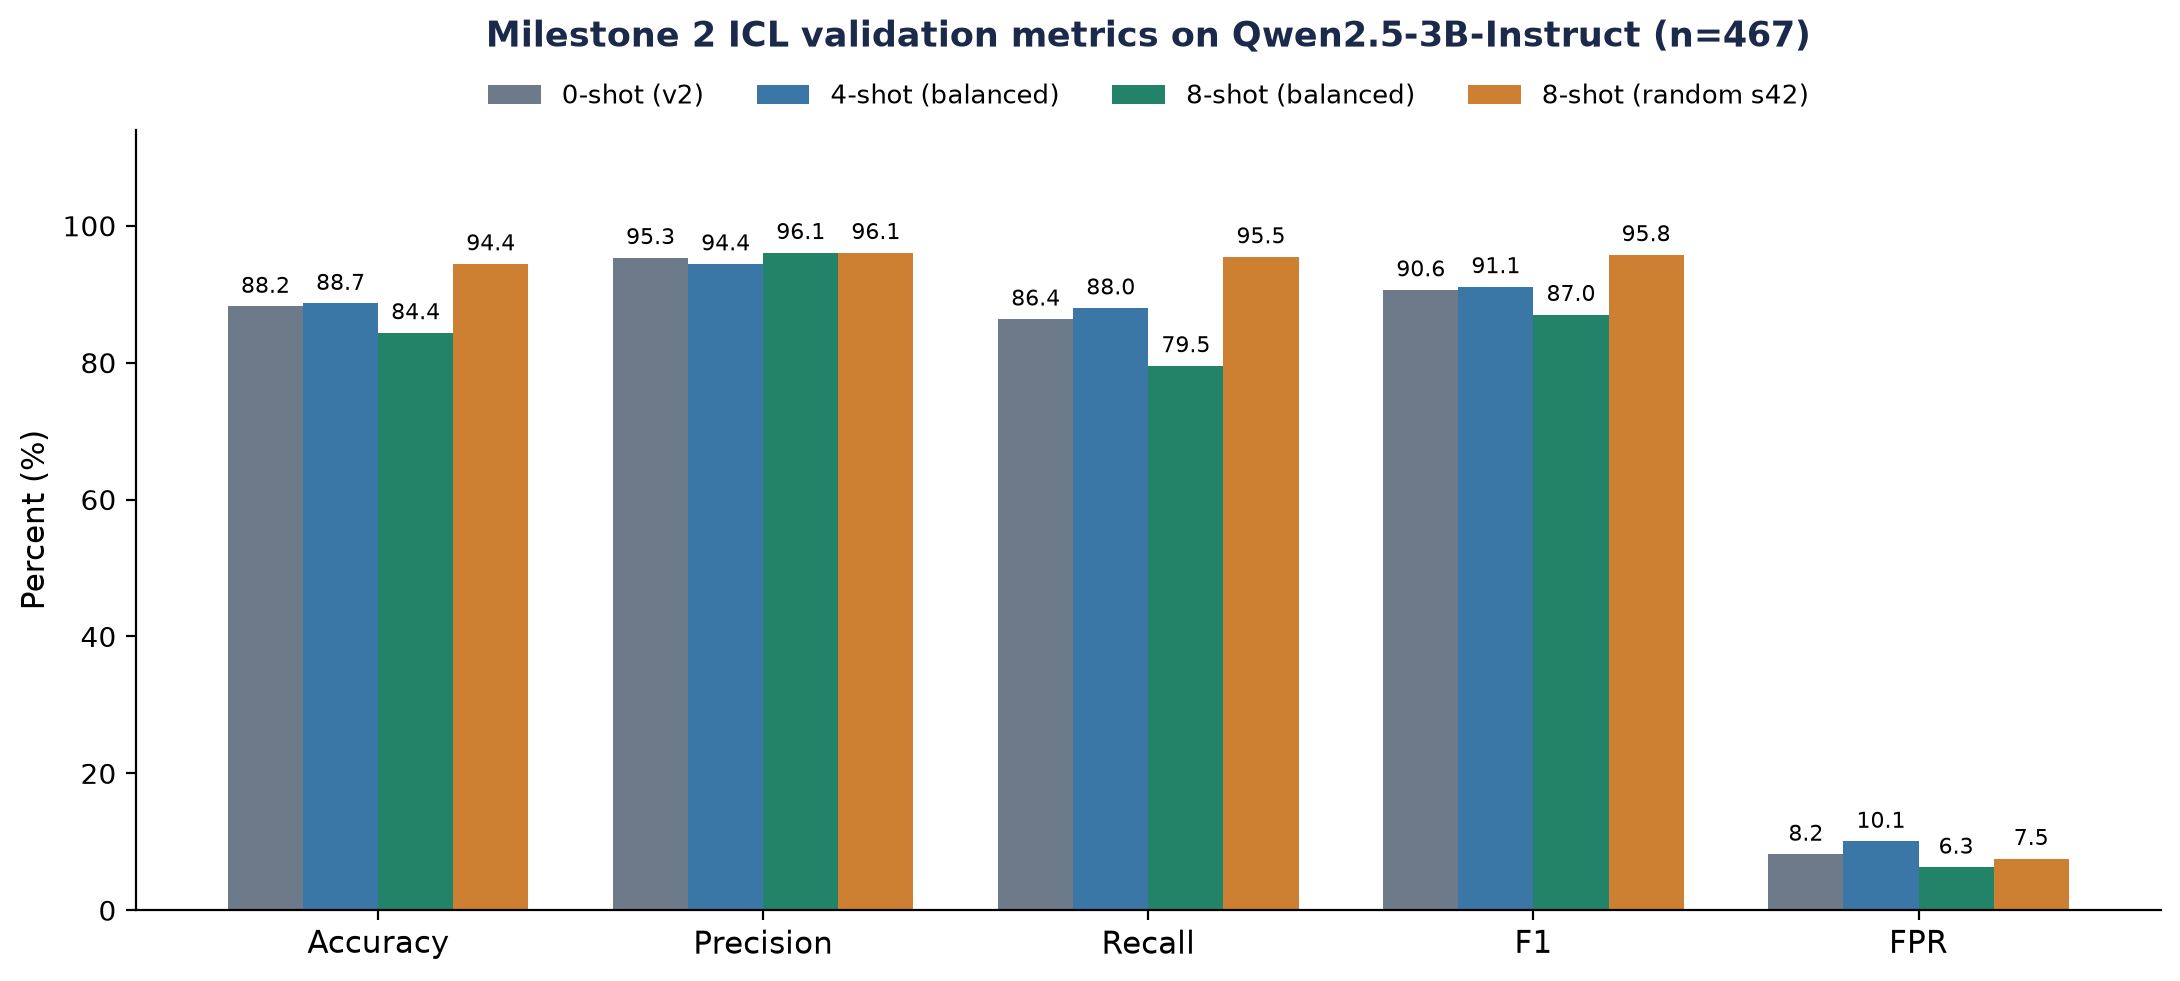 Milestone 2 ICL validation metrics on Qwen2.5-3B-Instruct (n=467)
0-shot (v2) 4-shot (balanced) 8-shot (balanced) 8-shot (random s42)
Percent (%)
100
80
60
40
20
0
88.2 88.7 84.4 94.4
95.3 94.4 96.1 96.1
86.4 88.0 79.5 95.5
90.6 91.1 87.0 95.8
8.2 10.1 6.3 7.5
Accuracy Precision Recall F1 FPR